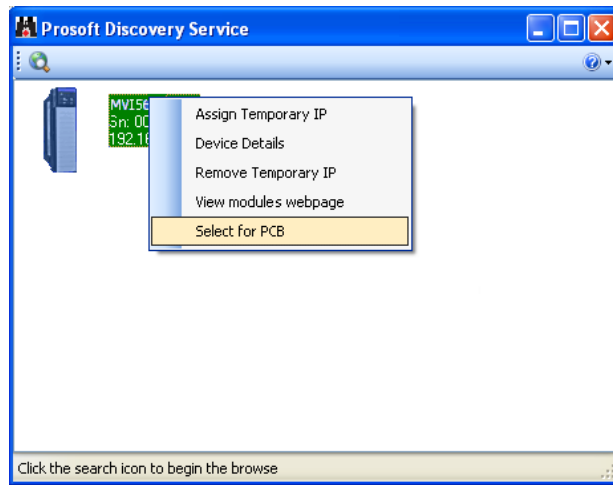 Prosoft Discovery Service
MVI56
Sn: 00
192.16
Assign Temporary IP
Device Details
Remove Temporary IP
View modules webpage
Select for PCB
Click the search icon to begin the browse